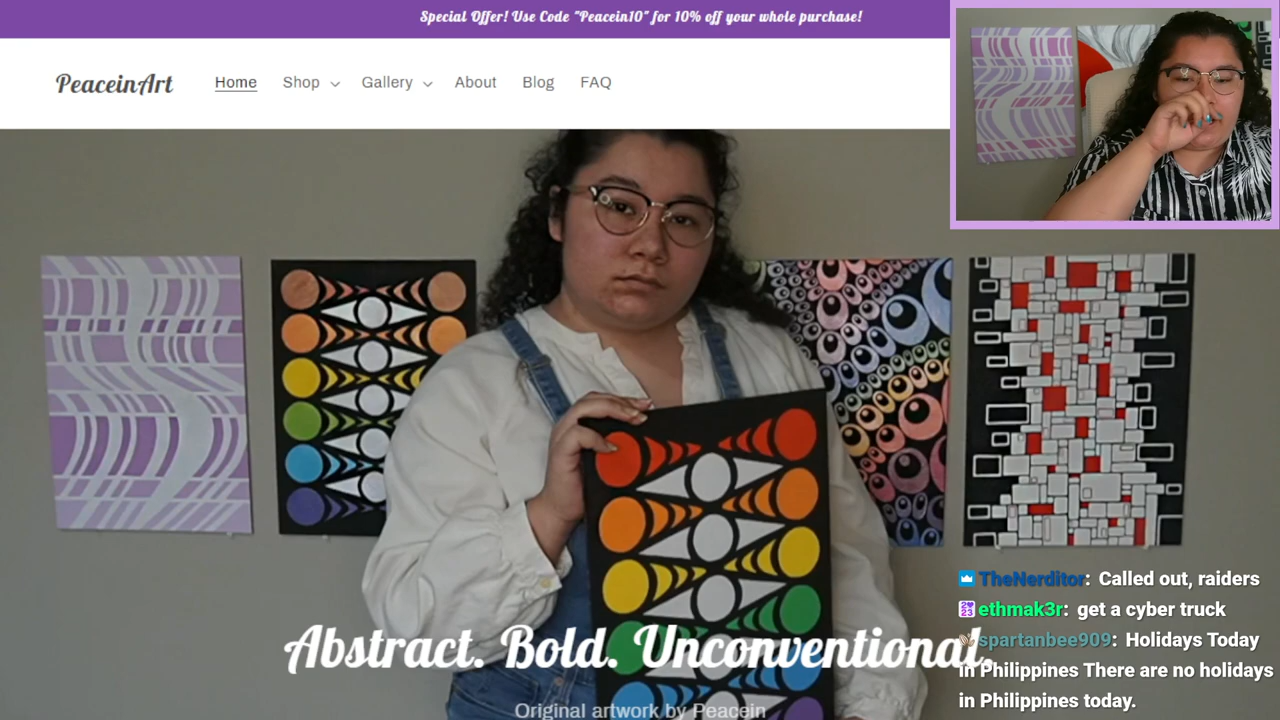 Special Offer! Use Code "Peacein10" for 10% off your whole purchase!
PeaceinArt Home Shop Gallery About Blog FAQ
Abstract. Bold. Unconventional.
Original artwork by Peacein
TheNerditor: Called out, raiders
ethmak3r: get a cyber truck
spartanbee909: Holidays Today
in Philippines There are no holidays
in Philippines today.